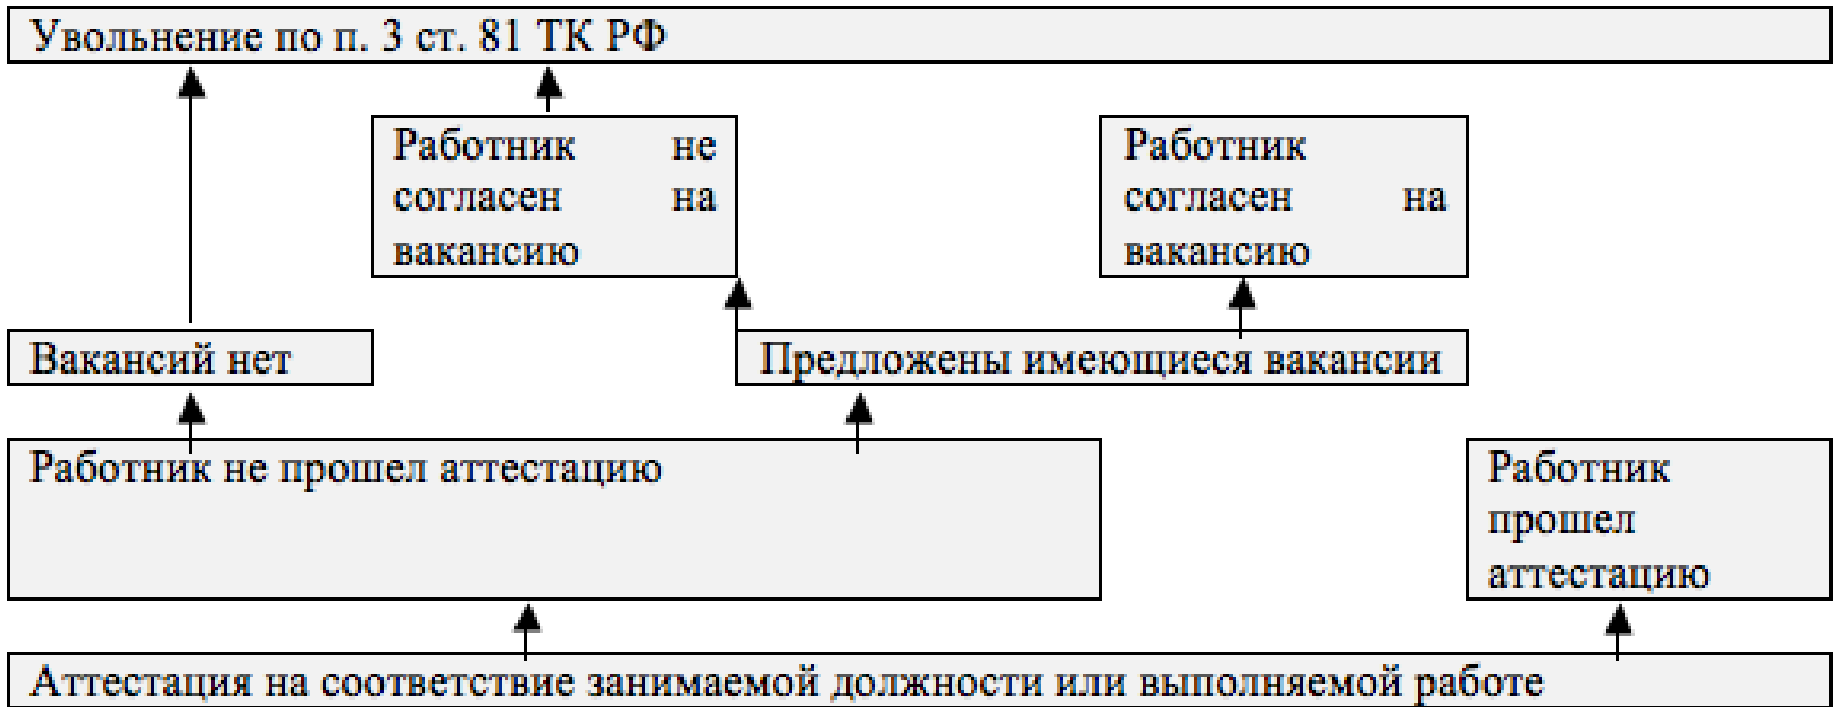 Увольнение по п. 3 ст. 81 ТК РФ
Работник не
согласен на
вакансию
Работник
согласен на
вакансию
Вакансий нет
Предложены имеющиеся вакансии
Работник не прошел аттестацию
Работник
прошел
аттестацию
Аттестация на соответствие занимаемой должности или выполняемой работе